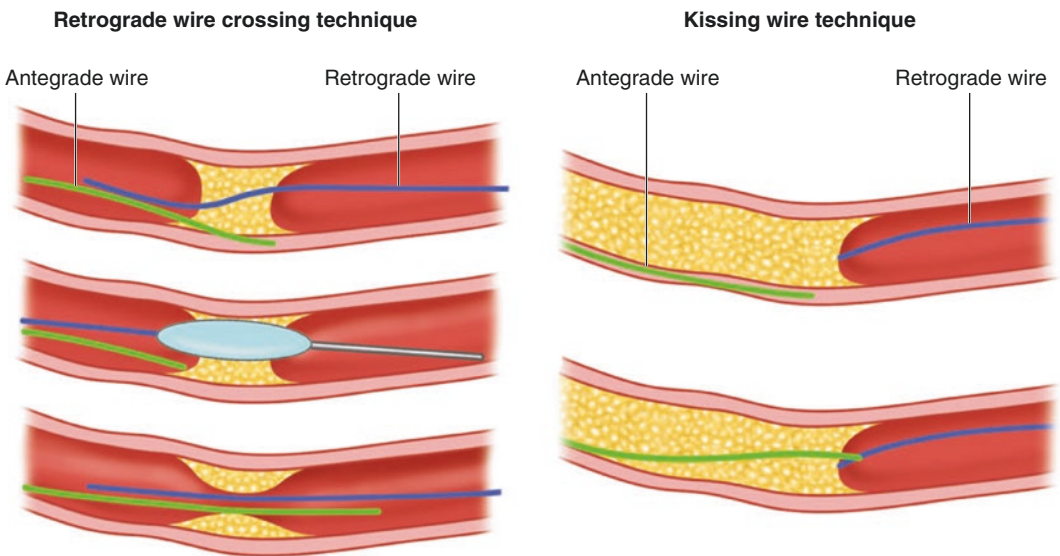 Retrograde wire crossing technique
Antegrade wire
Retrograde wire
Kissing wire technique
Antegrade wire
Retrograde wire